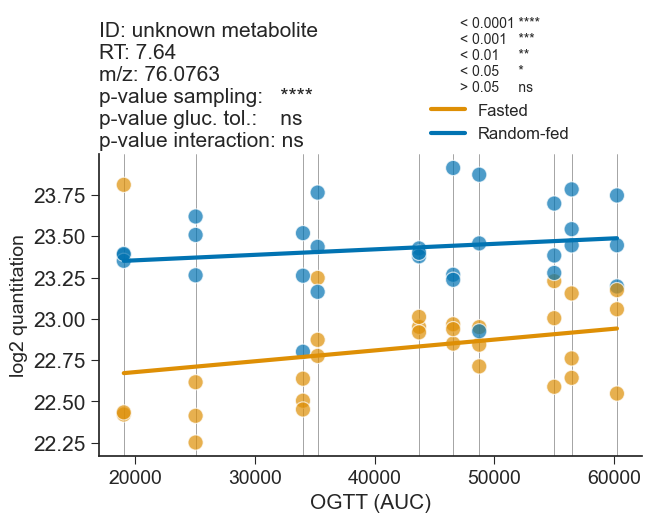 ID: unknown metabolite
RT: 7.64
m/z: 76.0763
p-value sampling: ****
p-value gluc. tol.: ns
p-value interaction: ns
< 0.0001 ****
< 0.001 ***
< 0.01 **
< 0.05 *
> 0.05 ns
Fasted
Random-fed
log2 quantitation
23.75
23.50
23.25
23.00
22.75
22.50
22.25
20000 30000 40000 50000 60000
OGTT (AUC)